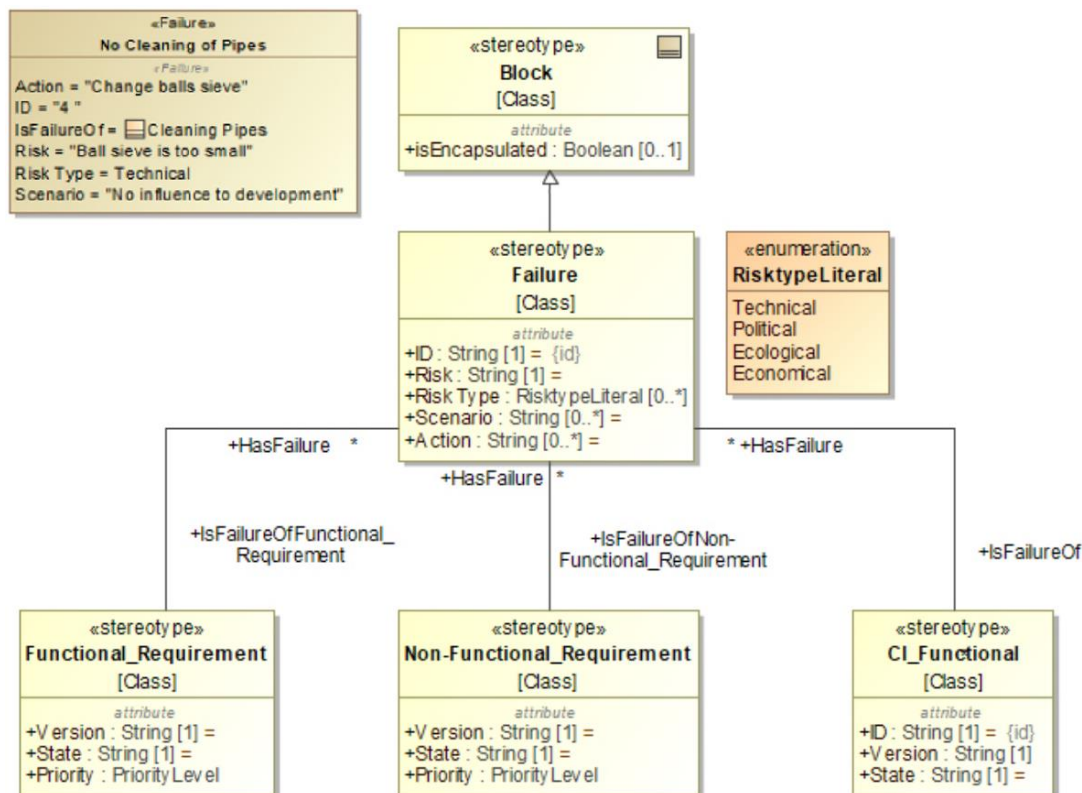 «Failure»
No Cleaning of Pipes
«Failure»
Action = "Change balls sieve"
ID = "4 "
IsFailureOf = Cleaning Pipes
Risk = "Ball sieve is too small"
Risk Type = Technical
Scenario = "No influence to development"
«stereotype»
Block
[Class]
attribute
+isEncapsulated : Boolean [0..1]
«stereotype»
Failure
[Class]
attribute
+ID : String [1] = {id}
+Risk : String [1] =
+Risk Type : RisktypeLiteral [0..*]
+Scenario : String [0..*] =
+Action : String [0..*] =
«enumeration»
RisktypeLiteral
Technical
Political
Ecological
Economical
+HasFailure *
+HasFailure *
* +HasFailure
+IsFailureOfFunctional_
Requirement
+IsFailureOfNon-
Functional_Requirement
+IsFailureOf
«stereotype»
Functional_Requirement
[Class]
attribute
+Version : String [1] =
+State : String [1] =
+Priority : PriorityLevel
«stereotype»
Non-Functional_Requirement
[Class]
attribute
+Version : String [1] =
+State : String [1] =
+Priority : PriorityLevel
«stereotype»
CI_Functional
[Class]
attribute
+ID : String [1] = {id}
+Version : String [1]
+State : String [1] =